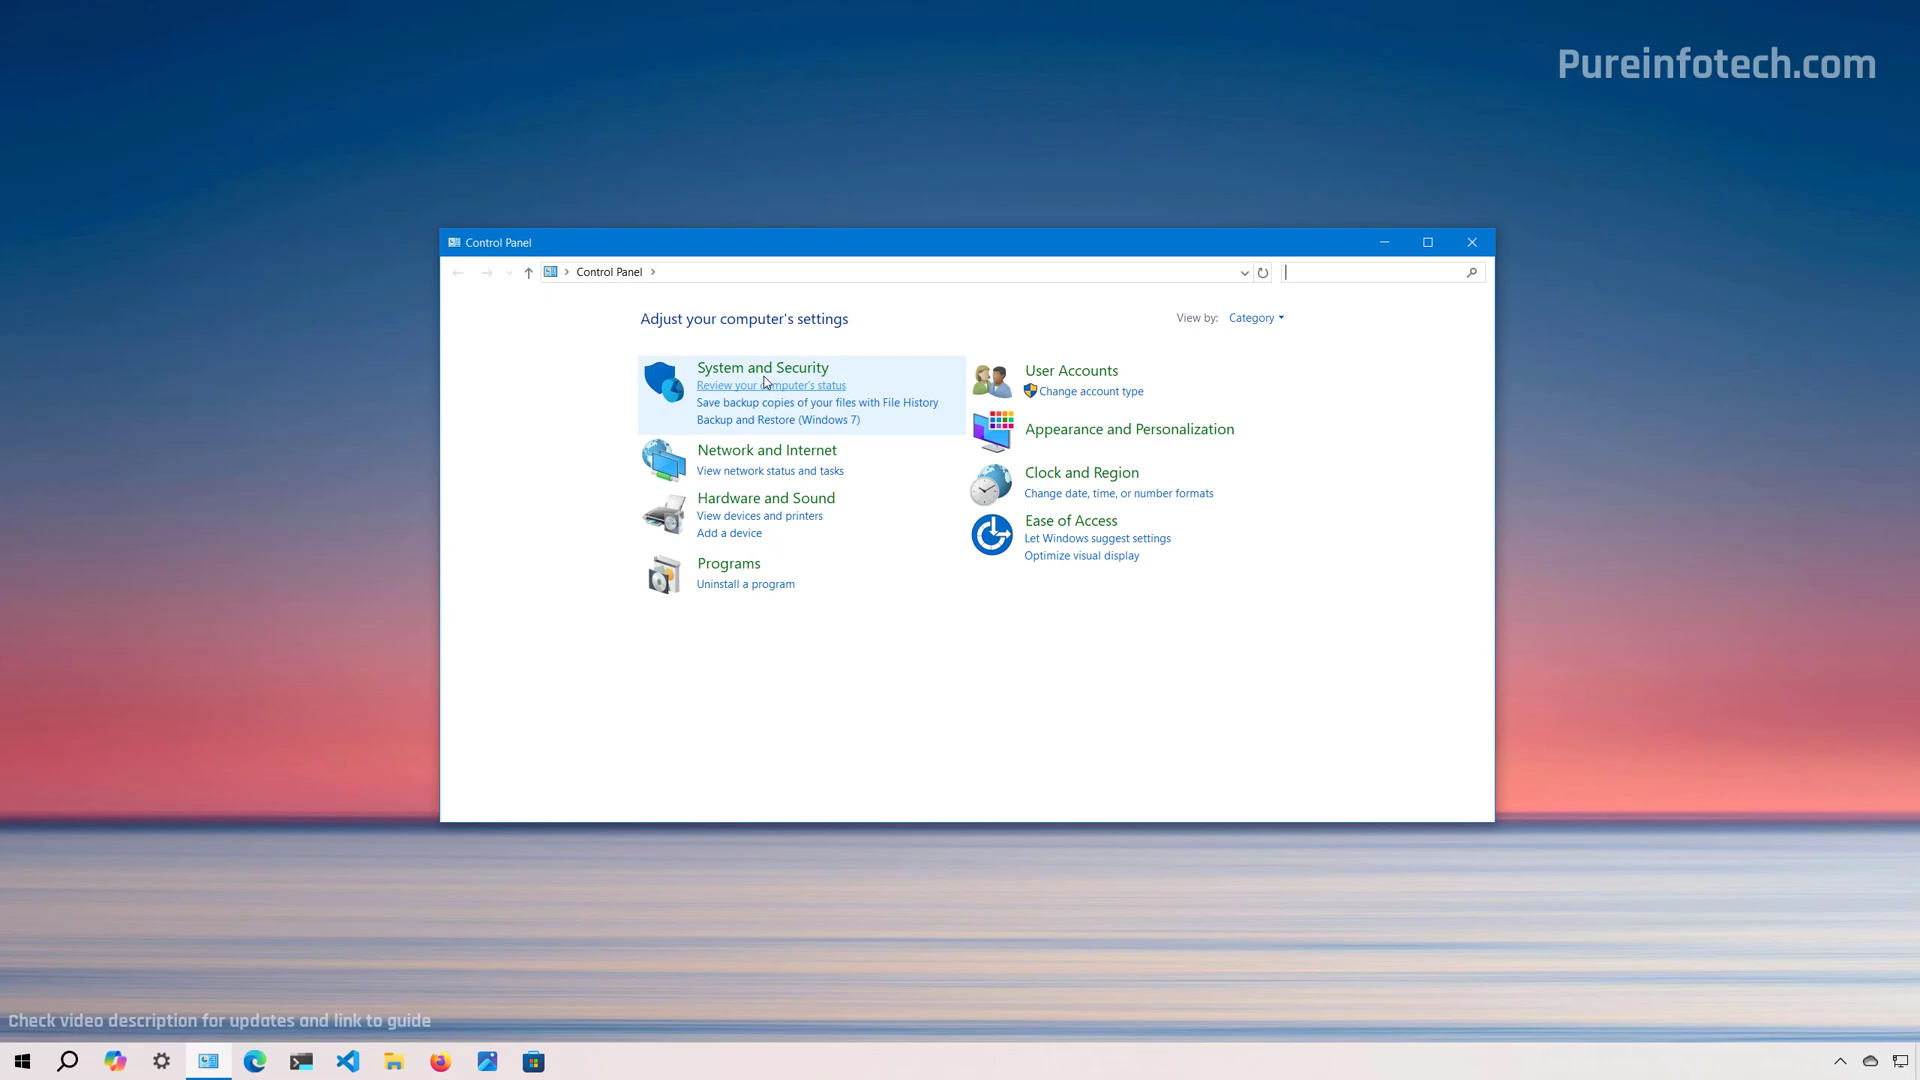 Pureinfotech.com
Control Panel
Control Panel
Adjust your computer's settings
View by: Category
System and Security
Review your computer's status
Save backup copies of your files with File History
Backup and Restore (Windows 7)
Network and Internet
View network status and tasks
Hardware and Sound
View devices and printers
Add a device
Programs
Uninstall a program
User Accounts
Change account type
Appearance and Personalization
Clock and Region
Change date, time, or number formats
Ease of Access
Let Windows suggest settings
Optimize visual display
Check video description for updates and link to guide